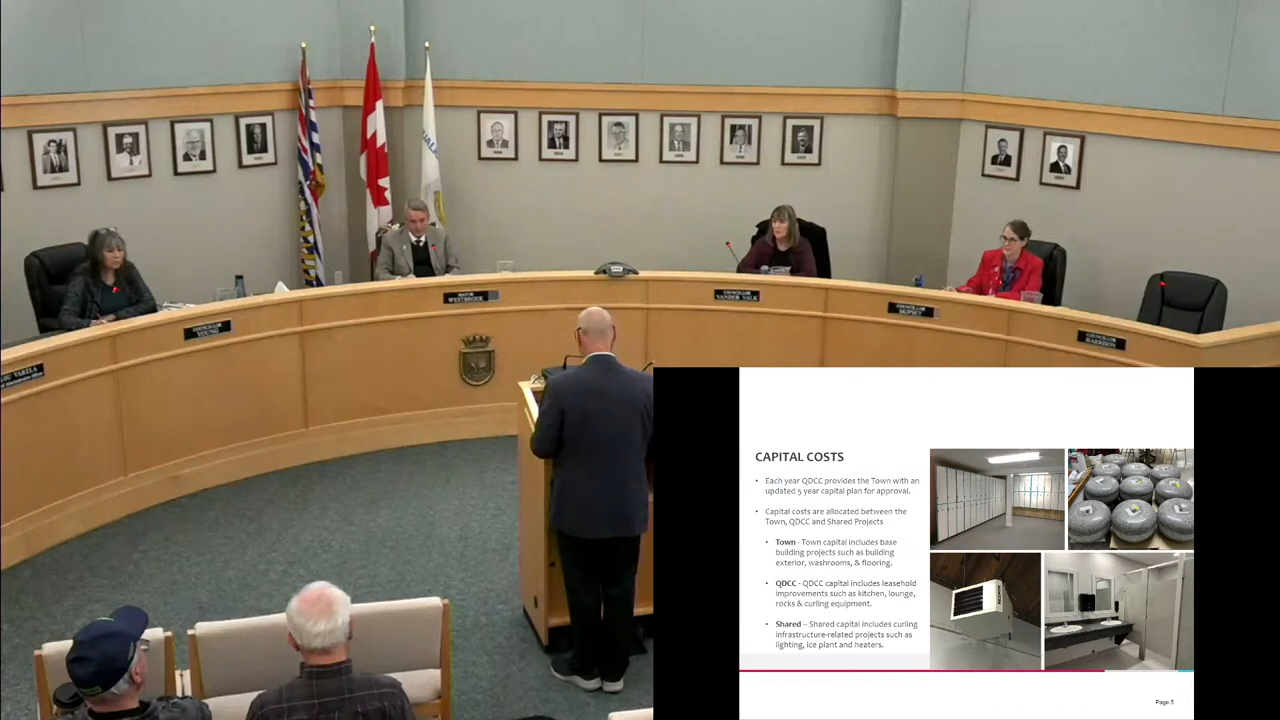 LOU VARELA
COUNCILLOR
YOUNG
MAYOR
WESTBROEK
COUNCILLOR
VANDER VALK
COUNCILLOR
SKIPSEY
COUNCILLOR
HARRISON
CAPITAL COSTS
• Each year QDCC provides the Town with an
updated 5 year capital plan for approval.
• Capital costs are allocated between the
Town, QDCC and Shared Projects
• Town - Town capital includes base
building projects such as building
exterior, washrooms, & flooring.
• QDCC - QDCC capital includes leasehold
improvements such as kitchen, lounge,
rocks & curling equipment.
• Shared – Shared capital includes curling
infrastructure-related projects such as
lighting, ice plant and heaters.
Page 8